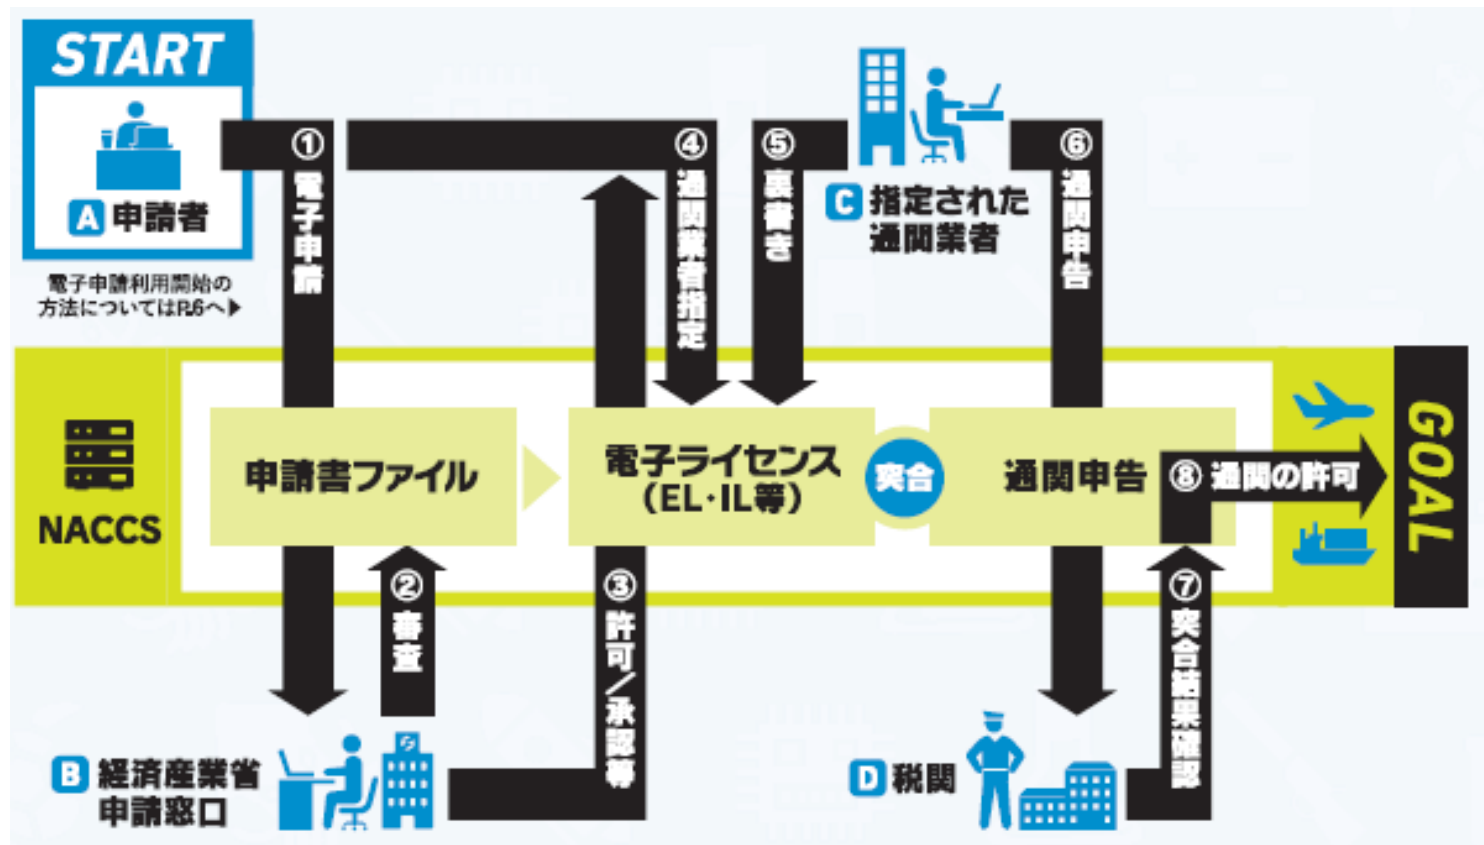 START
A 申請者
電子申請利用開始の
方法についてはP.6へ▶
① 電子申請
④ 通関業者指定
⑤ 裏書き
C 指定された
通関業者
⑥ 通関申告
NACCS
申請書ファイル
電子ライセンス
(EL・IL等)
突合
通関申告
⑧ 通関の許可
GOAL
② 審査
③ 許可/承認等
⑦ 突合結果確認
B 経済産業省
申請窓口
D 税関